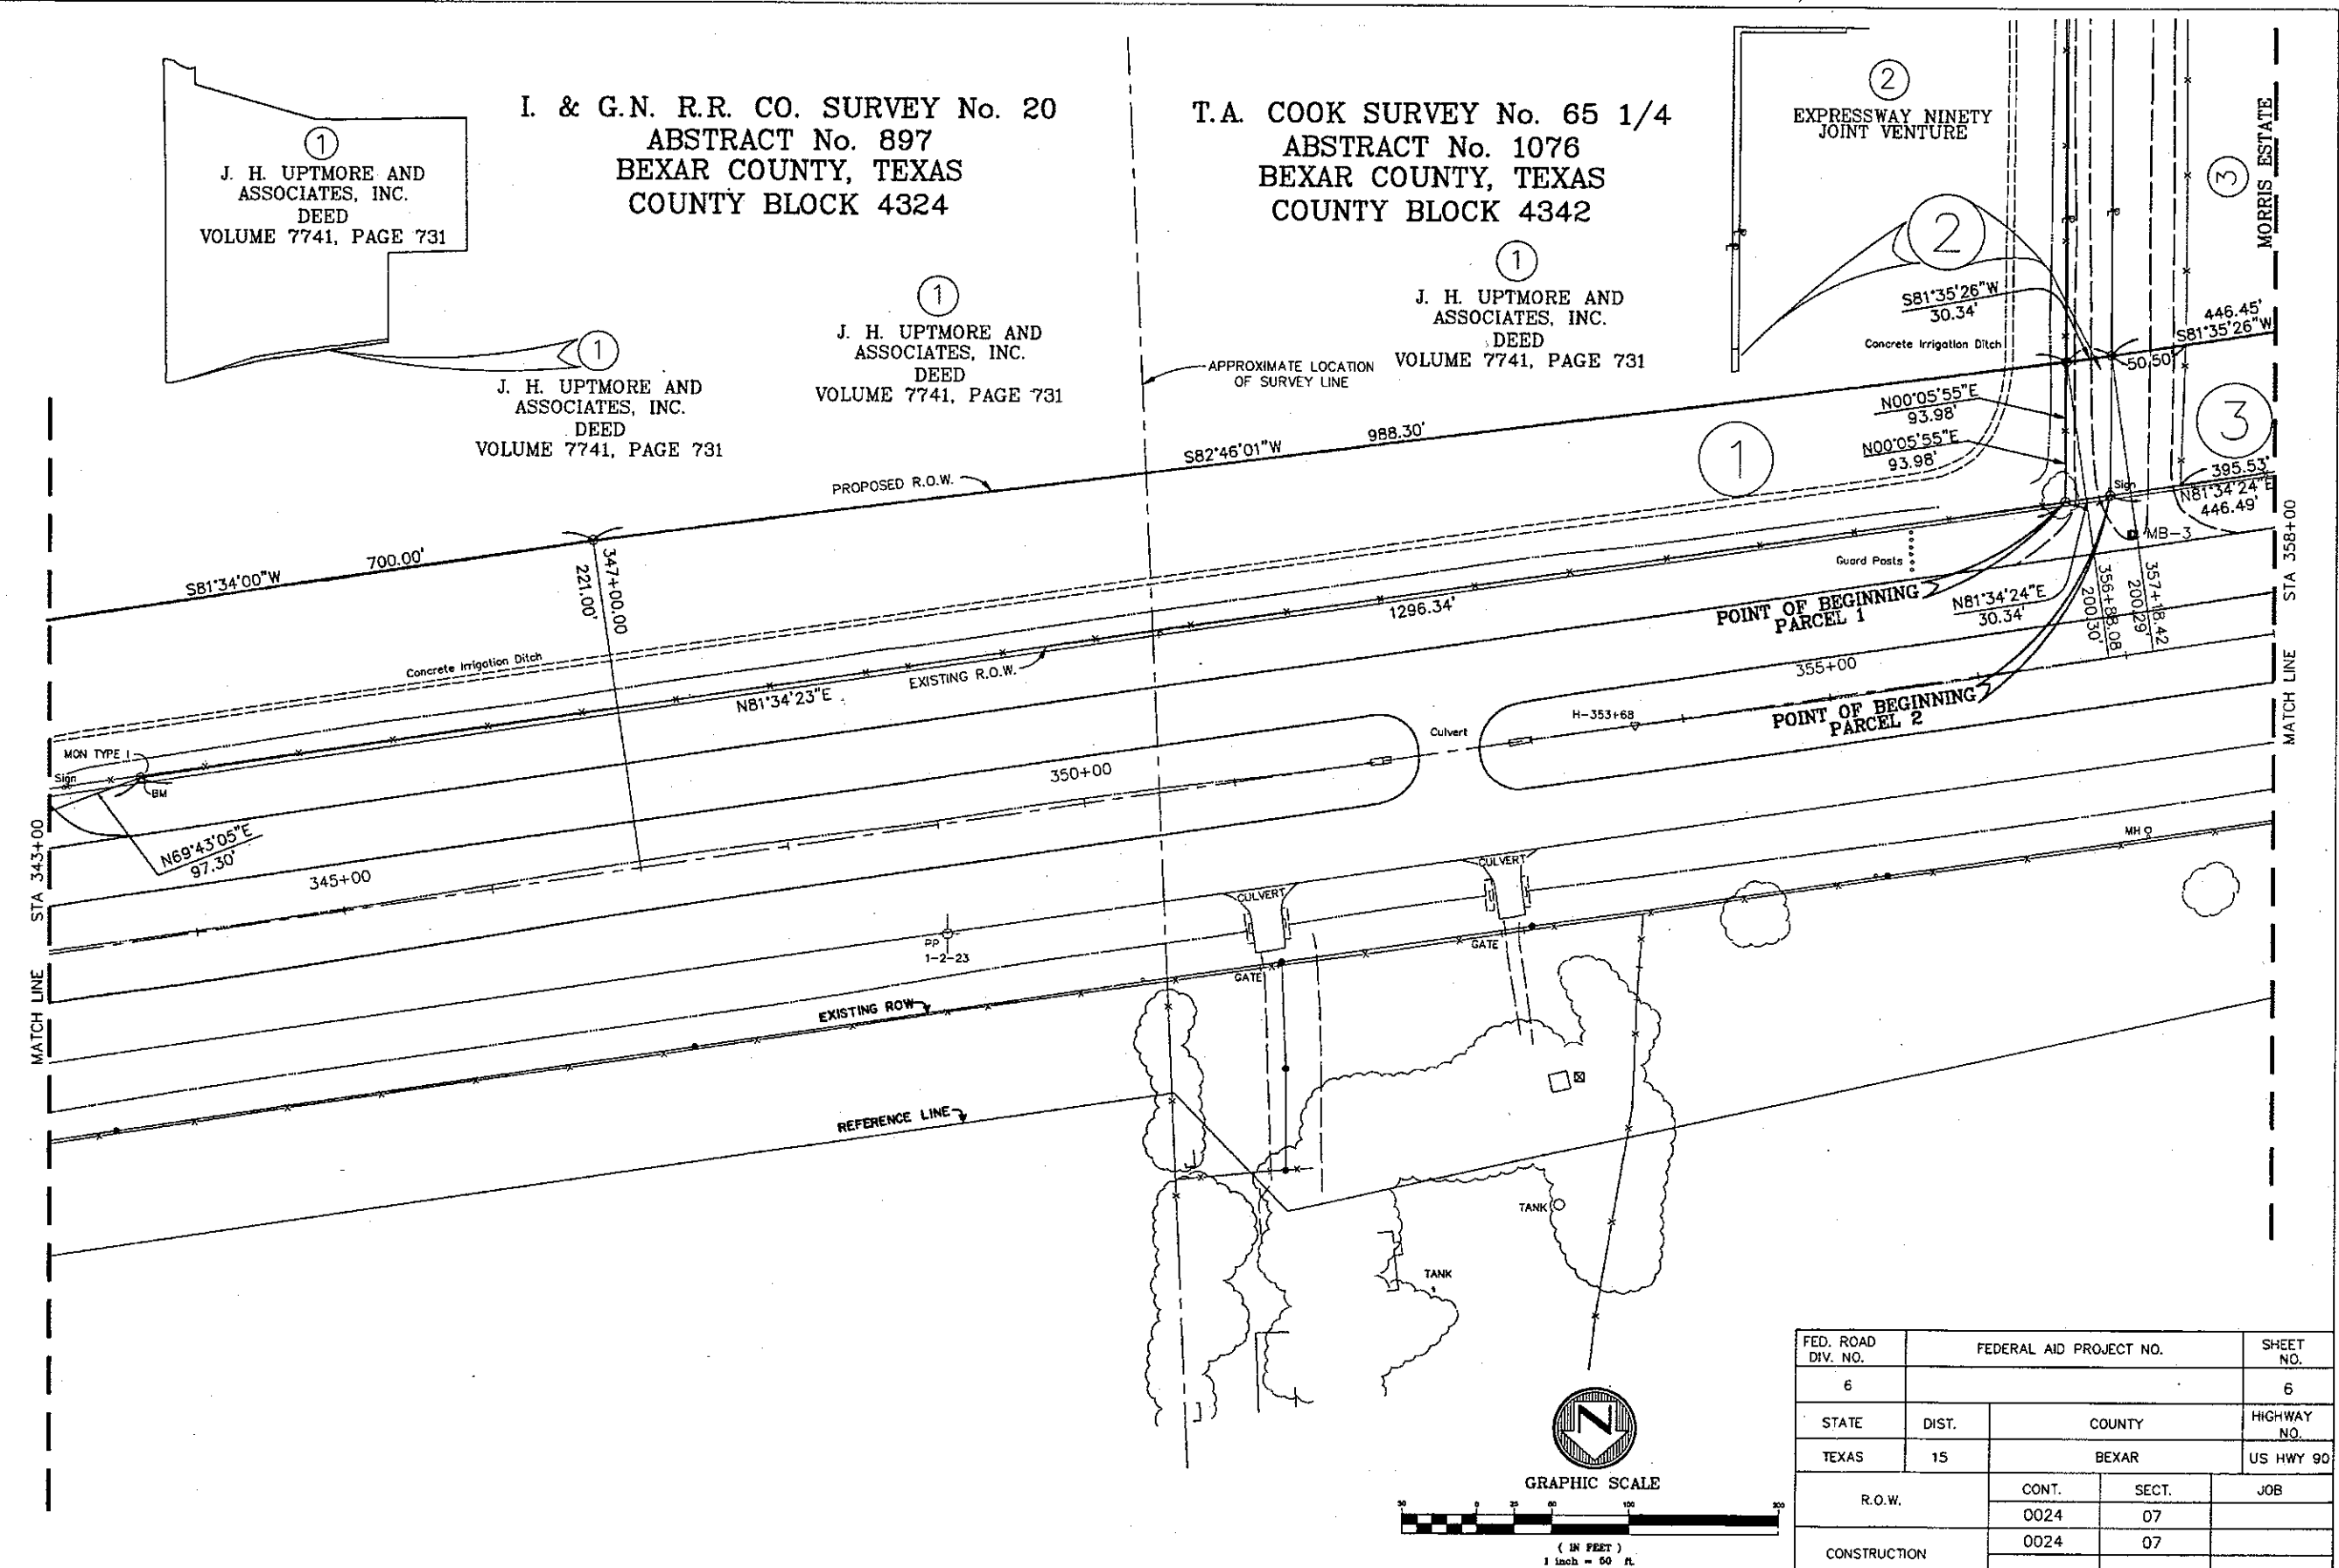 I. & G.N. R.R. CO. SURVEY No. 20
ABSTRACT No. 897
BEXAR COUNTY, TEXAS
COUNTY BLOCK 4324
T.A. COOK SURVEY No. 65 1/4
ABSTRACT No. 1076
BEXAR COUNTY, TEXAS
COUNTY BLOCK 4342
2
EXPRESSWAY NINETY
JOINT VENTURE
3
MORRIS ESTATE
1
J. H. UPTMORE AND
ASSOCIATES, INC.
DEED
VOLUME 7741, PAGE 731
1
J. H. UPTMORE AND
ASSOCIATES, INC.
DEED
VOLUME 7741, PAGE 731
1
J. H. UPTMORE AND
ASSOCIATES, INC.
DEED
VOLUME 7741, PAGE 731
1
J. H. UPTMORE AND
ASSOCIATES, INC.
DEED
VOLUME 7741, PAGE 731
APPROXIMATE LOCATION
OF SURVEY LINE
2
S81°35'26"W
30.34'
446.45'
S81°35'26"W
Concrete Irrigation Ditch
50.50'
N00°05'55"E
93.98'
N00°05'55"E
93.98'
1
3
988.30'
S82°46'01"W
PROPOSED R.O.W.
700.00'
S81°34'00"W
347+00.00
221.00'
395.53'
N81°34'24"E
446.49'
Sign
MB-3
Guard Posts
1296.34'
POINT OF BEGINNING
PARCEL 1
N81°34'24"E
30.34'
356+88.08
200.30'
357+18.42
200.29'
STA 358+00
MATCH LINE
Concrete Irrigation Ditch
EXISTING R.O.W.
N81°34'23"E
355+00
H-353+68
POINT OF BEGINNING
PARCEL 2
Culvert
350+00
MON TYPE I
Sign
BM
N69°43'05"E
97.30'
345+00
STA 343+00
MATCH LINE
MH
CULVERT
CULVERT
PP
1-2-23
GATE
GATE
EXISTING ROW
REFERENCE LINE
TANK
TANK
N
GRAPHIC SCALE
50 0 25 50 100 200
( IN FEET )
1 inch = 50 ft.
FED. ROAD
DIV. NO.
FEDERAL AID PROJECT NO.
SHEET
NO.
6
6
STATE
DIST.
COUNTY
HIGHWAY
NO.
TEXAS
15
BEXAR
US HWY 90
R.O.W.
CONT.
SECT.
JOB
0024
07
CONSTRUCTION
0024
07